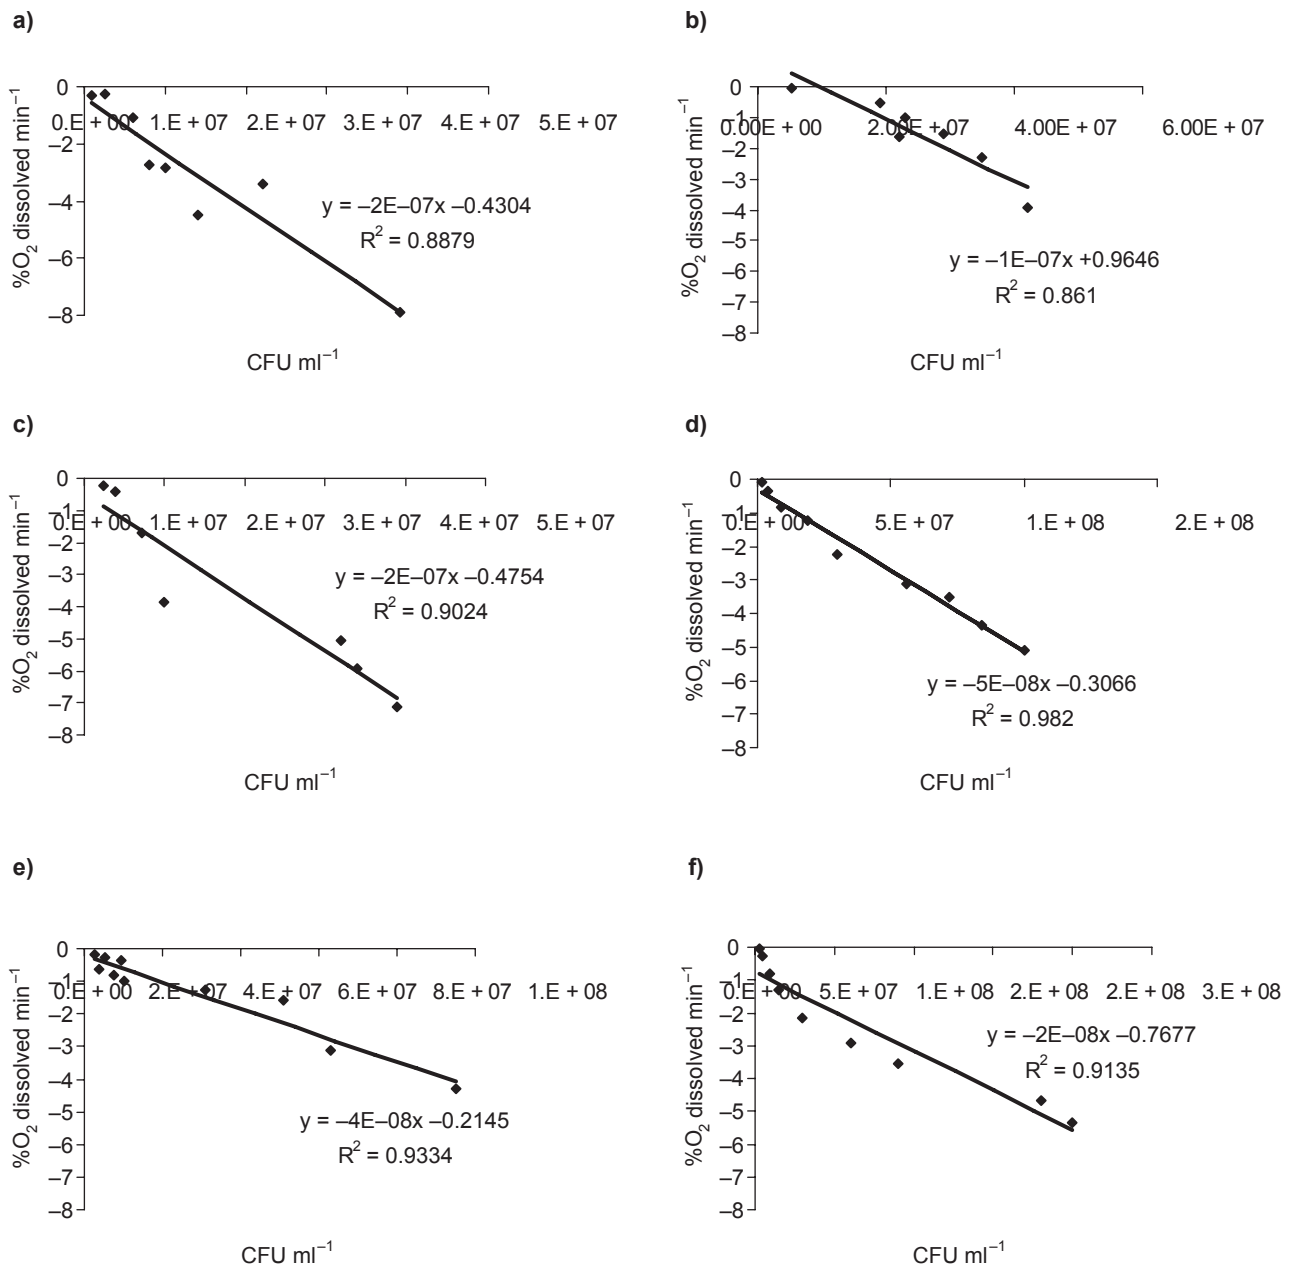 a)
0
–2
–4
–6
–8
%O2 dissolved min–1
0.E + 00 1.E + 07 2.E + 07 3.E + 07 4.E + 07 5.E + 07
y = –2E–07x –0.4304
R2 = 0.8879
CFU ml–1
b)
0
–1
–2
–3
–4
–5
–6
–7
–8
%O2 dissolved min–1
0.00E + 00 2.00E + 07 4.00E + 07 6.00E + 07
y = –1E–07x +0.9646
R2 = 0.861
CFU ml–1
c)
0
–1
–2
–3
–4
–5
–6
–7
–8
%O2 dissolved min–1
0.E + 00 1.E + 07 2.E + 07 3.E + 07 4.E + 07 5.E + 07
y = –2E–07x –0.4754
R2 = 0.9024
CFU ml–1
d)
0
–1
–2
–3
–4
–5
–6
–7
–8
%O2 dissolved min–1
0.E + 00 5.E + 07 1.E + 08 2.E + 08
y = –5E–08x –0.3066
R2 = 0.982
CFU ml–1
e)
0
–1
–2
–3
–4
–5
–6
–7
–8
%O2 dissolved min–1
0.E + 00 2.E + 07 4.E + 07 6.E + 07 8.E + 07 1.E + 08
y = –4E–08x –0.2145
R2 = 0.9334
CFU ml–1
f)
0
–1
–2
–3
–4
–5
–6
–7
–8
%O2 dissolved min–1
0.E + 00 5.E + 07 1.E + 08 2.E + 08 2.E + 08 3.E + 08
y = –2E–08x –0.7677
R2 = 0.9135
CFU ml–1